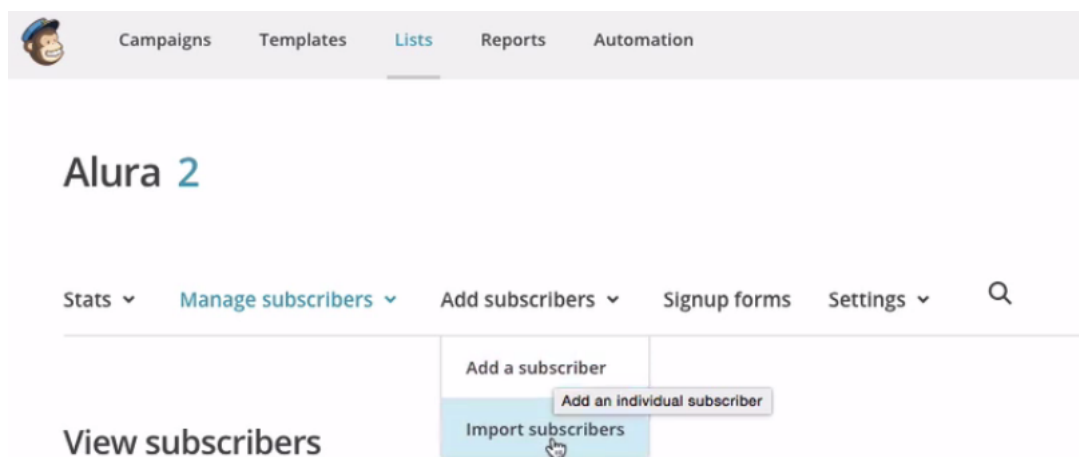 Campaigns Templates Lists Reports Automation
Alura 2
Stats Manage subscribers Add subscribers Signup forms Settings
Add a subscriber
Add an individual subscriber
Import subscribers
View subscribers